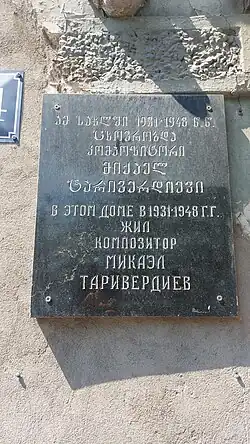 ამ სახლში 1931-1948 წ.წ.
ცხოვრობდა
კომპოზიტორი
მიქაელ
ტარივერდიევი
В ЭТОМ ДОМЕ В 1931-1948 Г.Г.
ЖИЛ
КОМПОЗИТОР
МИКАЭЛ
ТАРИВЕРДИЕВ